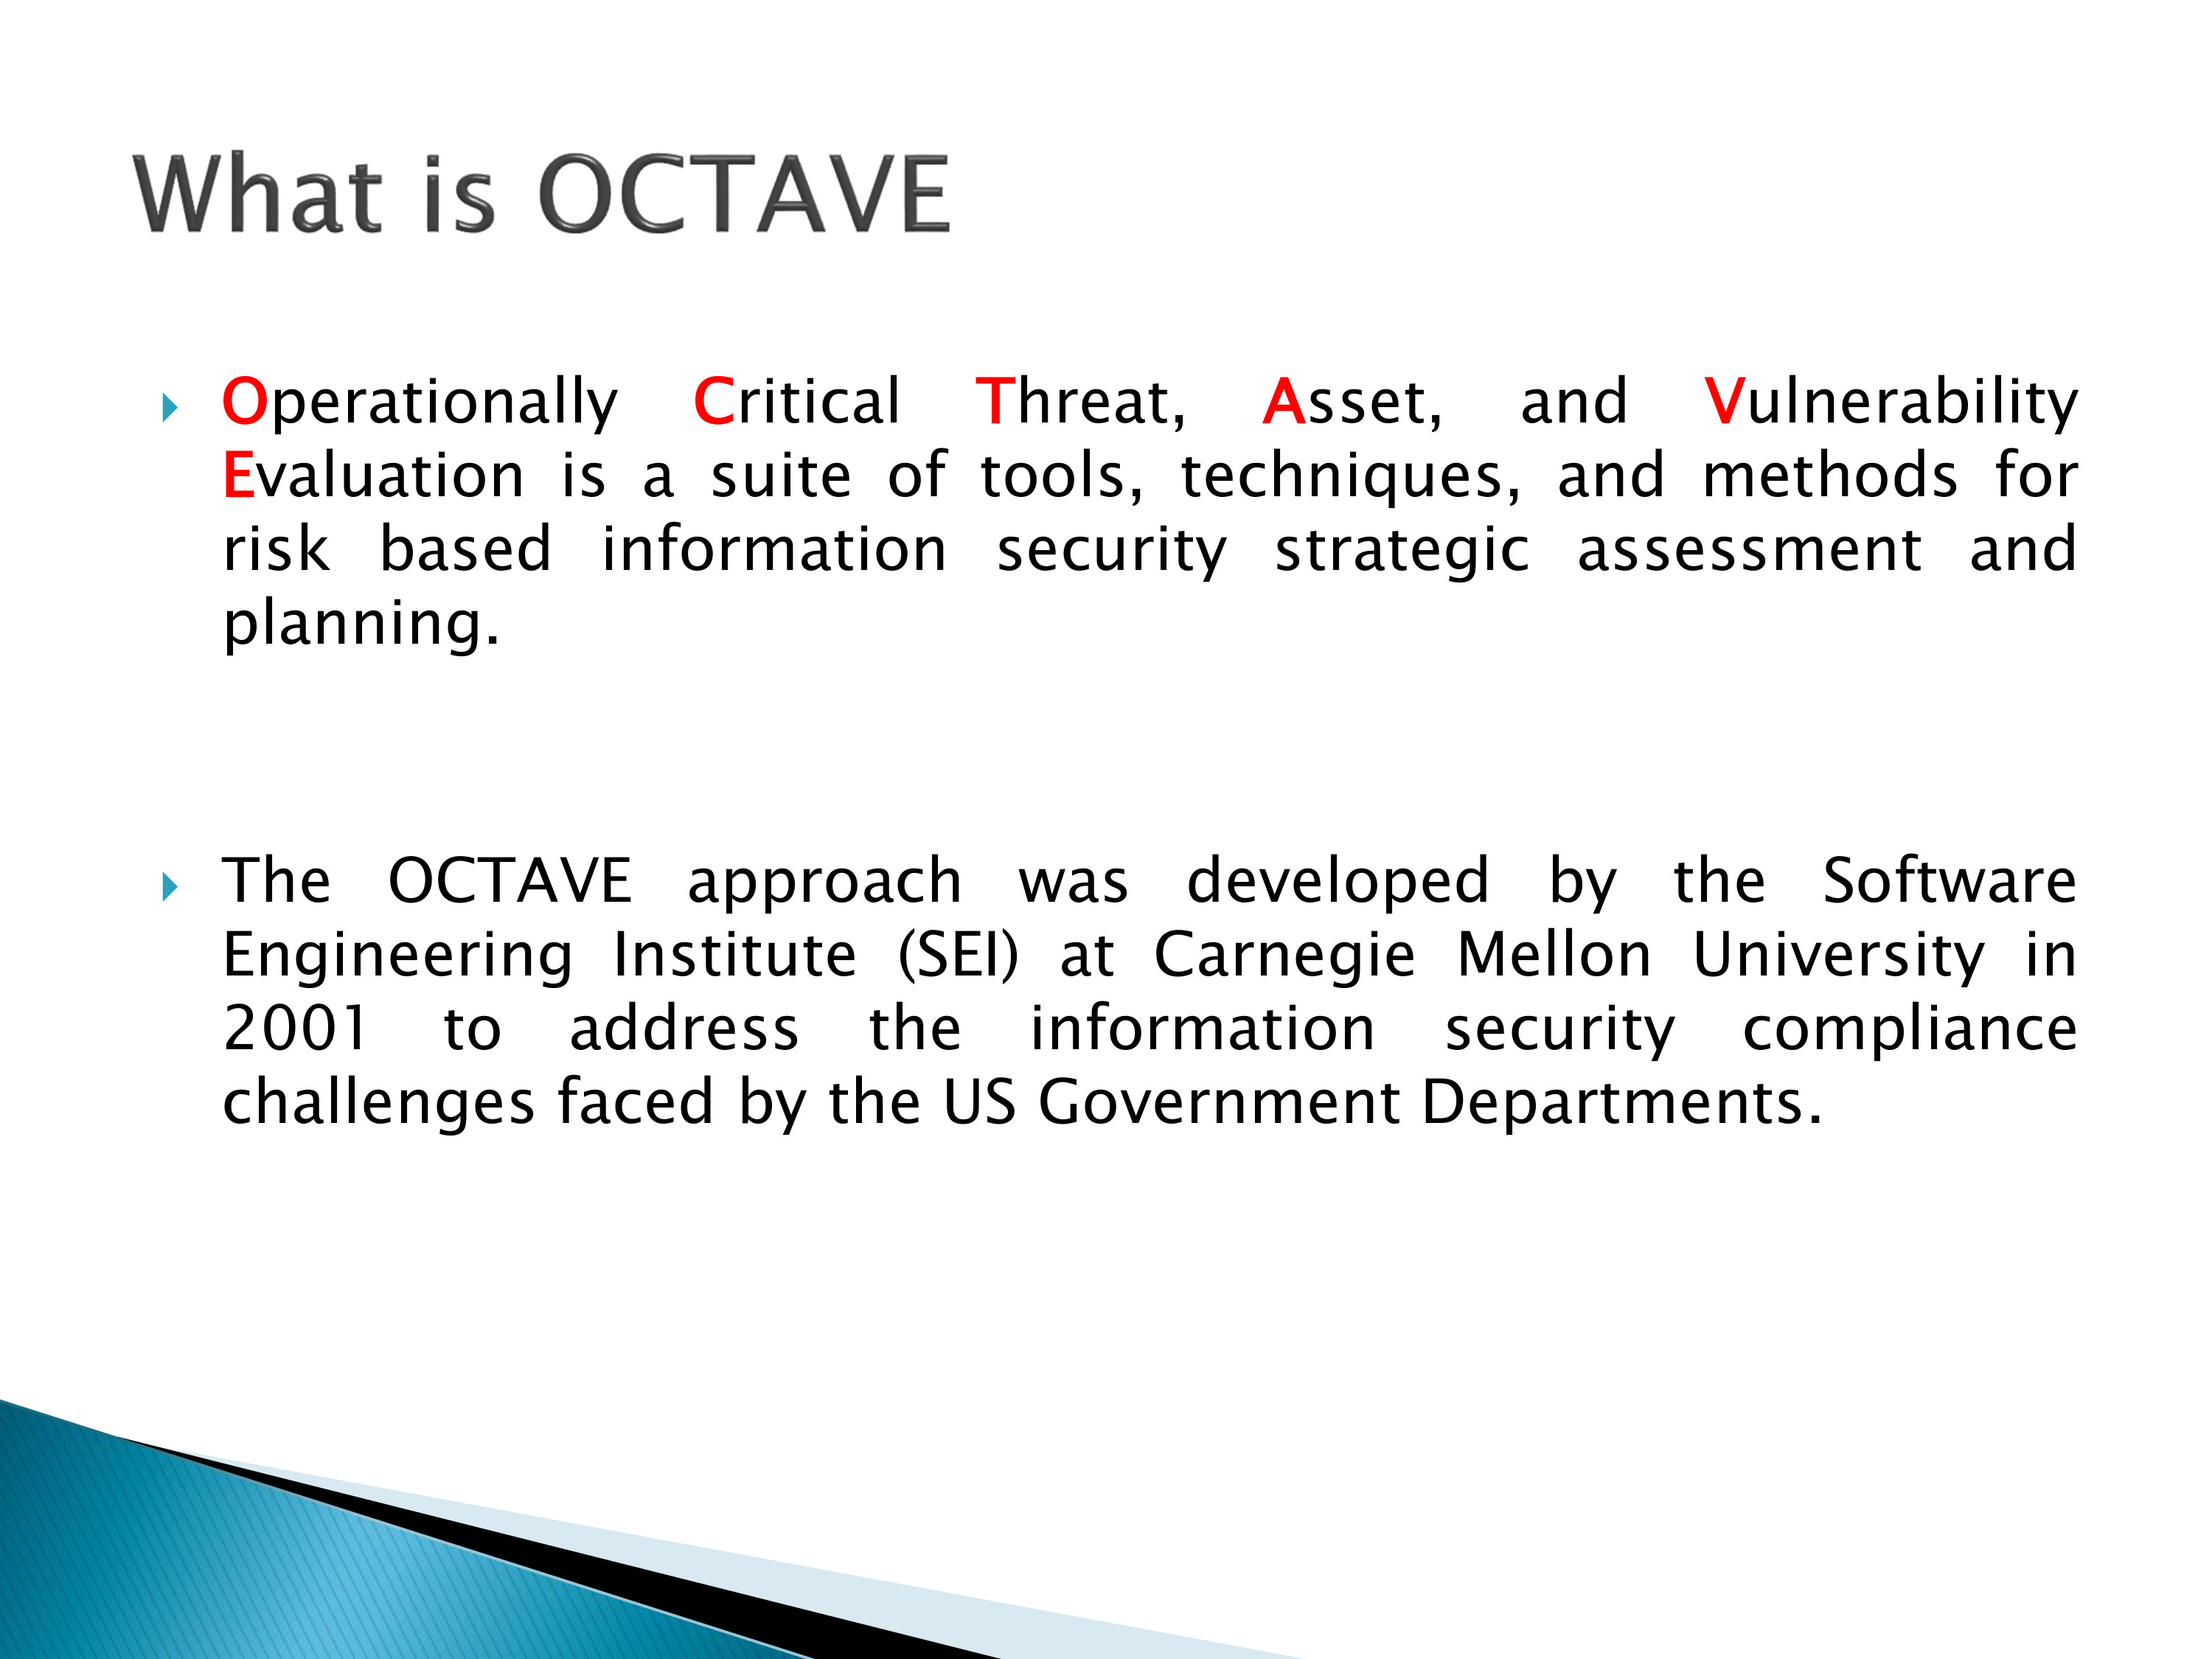 What is OCTAVE
Operationally Critical Threat, Asset, and Vulnerability
Evaluation is a suite of tools, techniques, and methods for
risk based information security strategic assessment and
planning.
The OCTAVE approach was developed by the Software
Engineering Institute (SEI) at Carnegie Mellon University in
2001 to address the information security compliance
challenges faced by the US Government Departments.